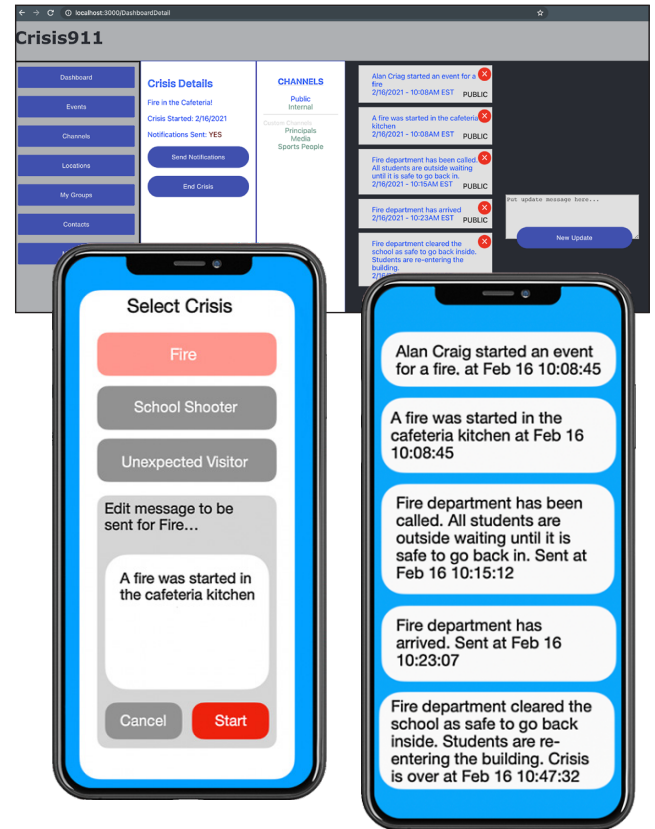 localhost:3000/DashboardDetail
Crisis911
Dashboard
Events
Channels
Locations
My Groups
Contacts
Crisis Details
Fire in the Cafeteria!
Crisis Started: 2/16/2021
Notifications Sent: YES
Send Notifications
End Crisis
CHANNELS
Public
Internal
Custom Channels
Principals
Media
Sports People
Alan Criag started an event for a
fire
2/16/2021 - 10:08AM EST
PUBLIC
A fire was started in the cafeteria
kitchen
2/16/2021 - 10:08AM EST
PUBLIC
Fire department has been called.
All students are outside waiting
until it is safe to go back in.
2/16/2021 - 10:15AM EST
PUBLIC
Fire department has arrived
2/16/2021 - 10:23AM EST
PUBLIC
Fire department cleared the
school as safe to go back inside.
Students are re-entering the
building.
Put update message here...
New Update
Select Crisis
Fire
School Shooter
Unexpected Visitor
Edit message to be
sent for Fire...
A fire was started in
the cafeteria kitchen
Cancel
Start
Alan Craig started an event
for a fire. at Feb 16 10:08:45
A fire was started in the
cafeteria kitchen at Feb 16
10:08:45
Fire department has been
called. All students are
outside waiting until it is
safe to go back in. Sent at
Feb 16 10:15:12
Fire department has
arrived. Sent at Feb 16
10:23:07
Fire department cleared the
school as safe to go back
inside. Students are re-
entering the building. Crisis
is over at Feb 16 10:47:32